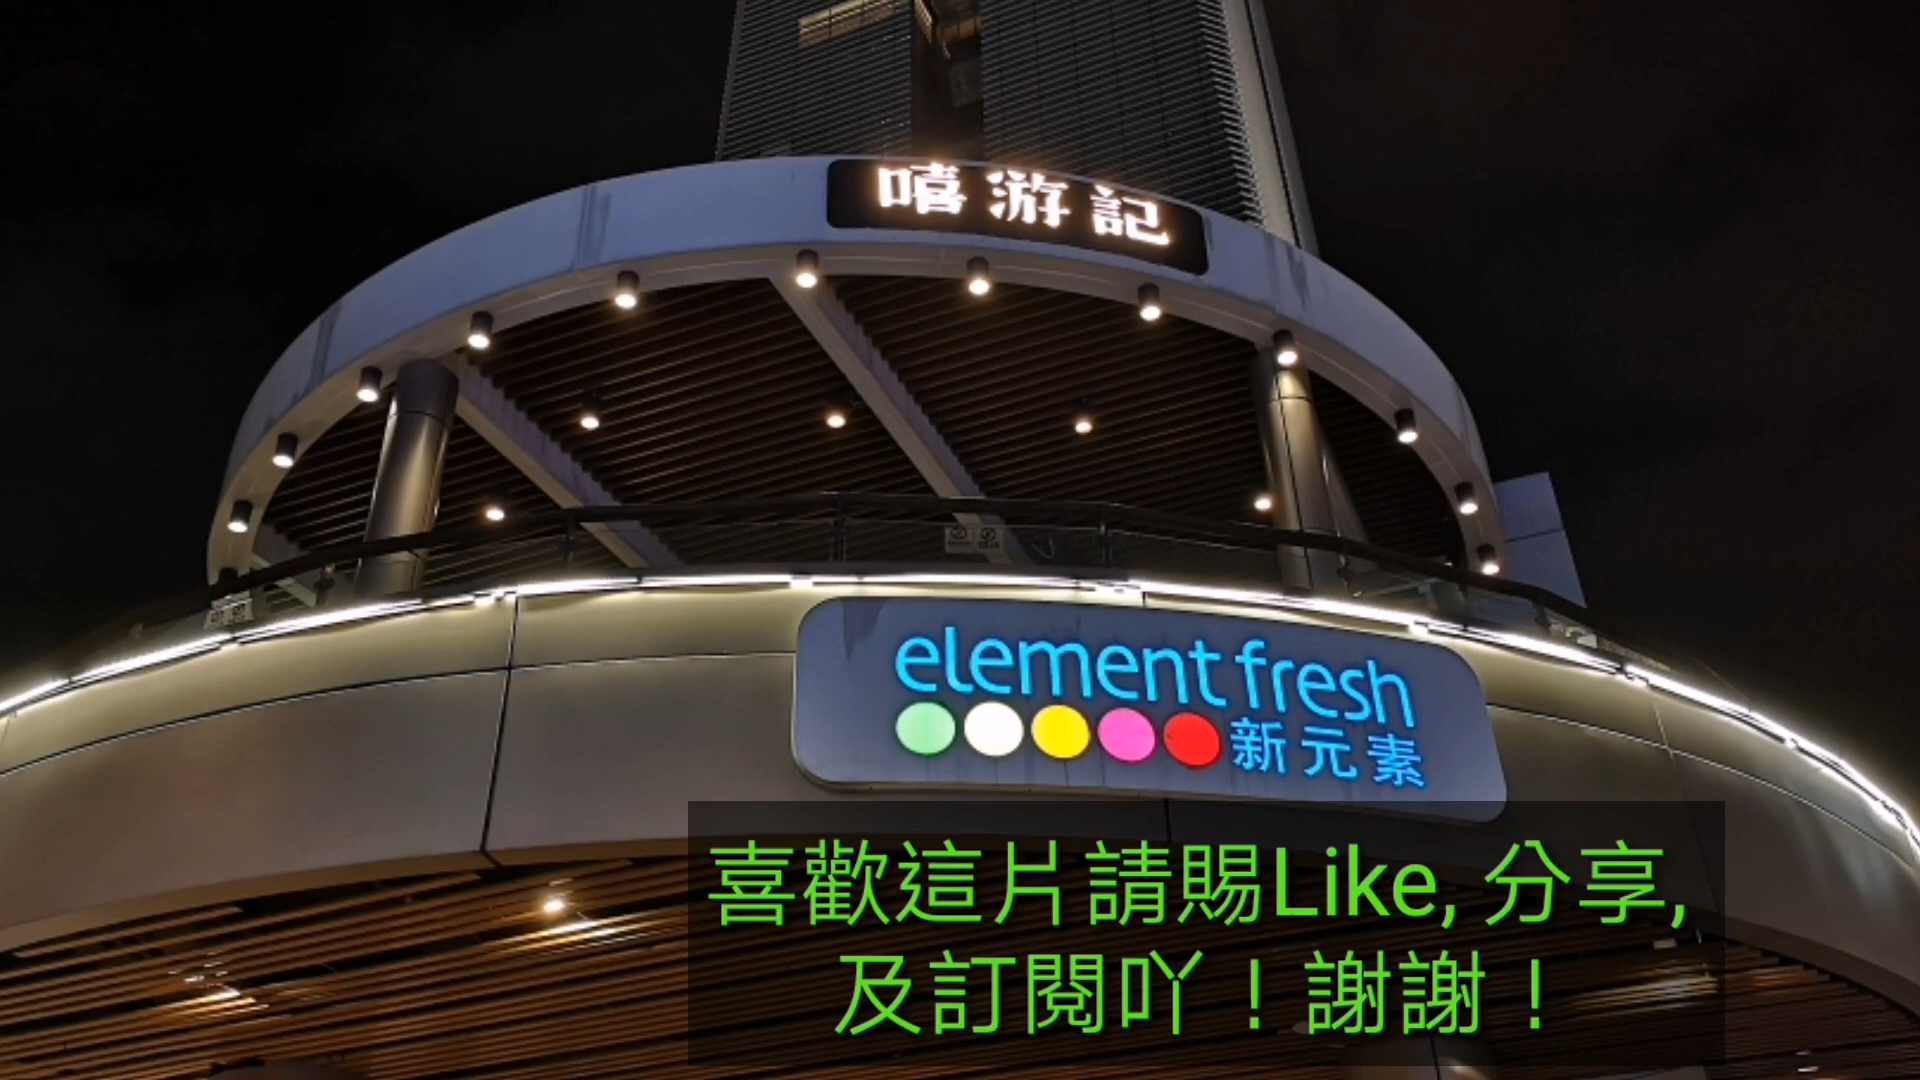 嘻游記
element fresh
新元素
喜歡這片請賜Like, 分享,
及訂閱吖！謝謝！